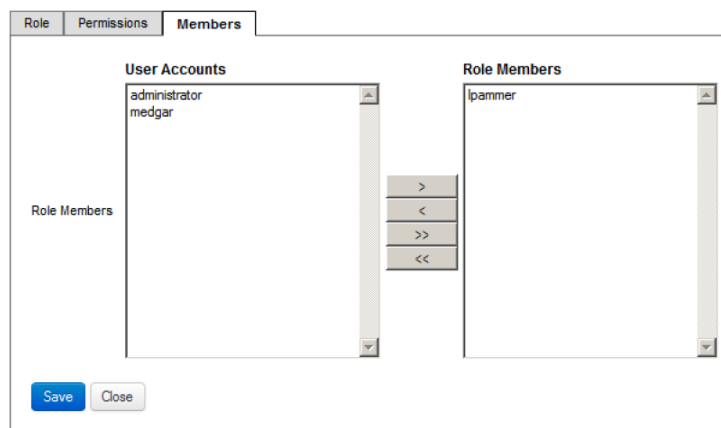 Role Permissions Members
User Accounts Role Members
administrator lpammer
medgar
>
Role Members <
>>
<<
Save Close